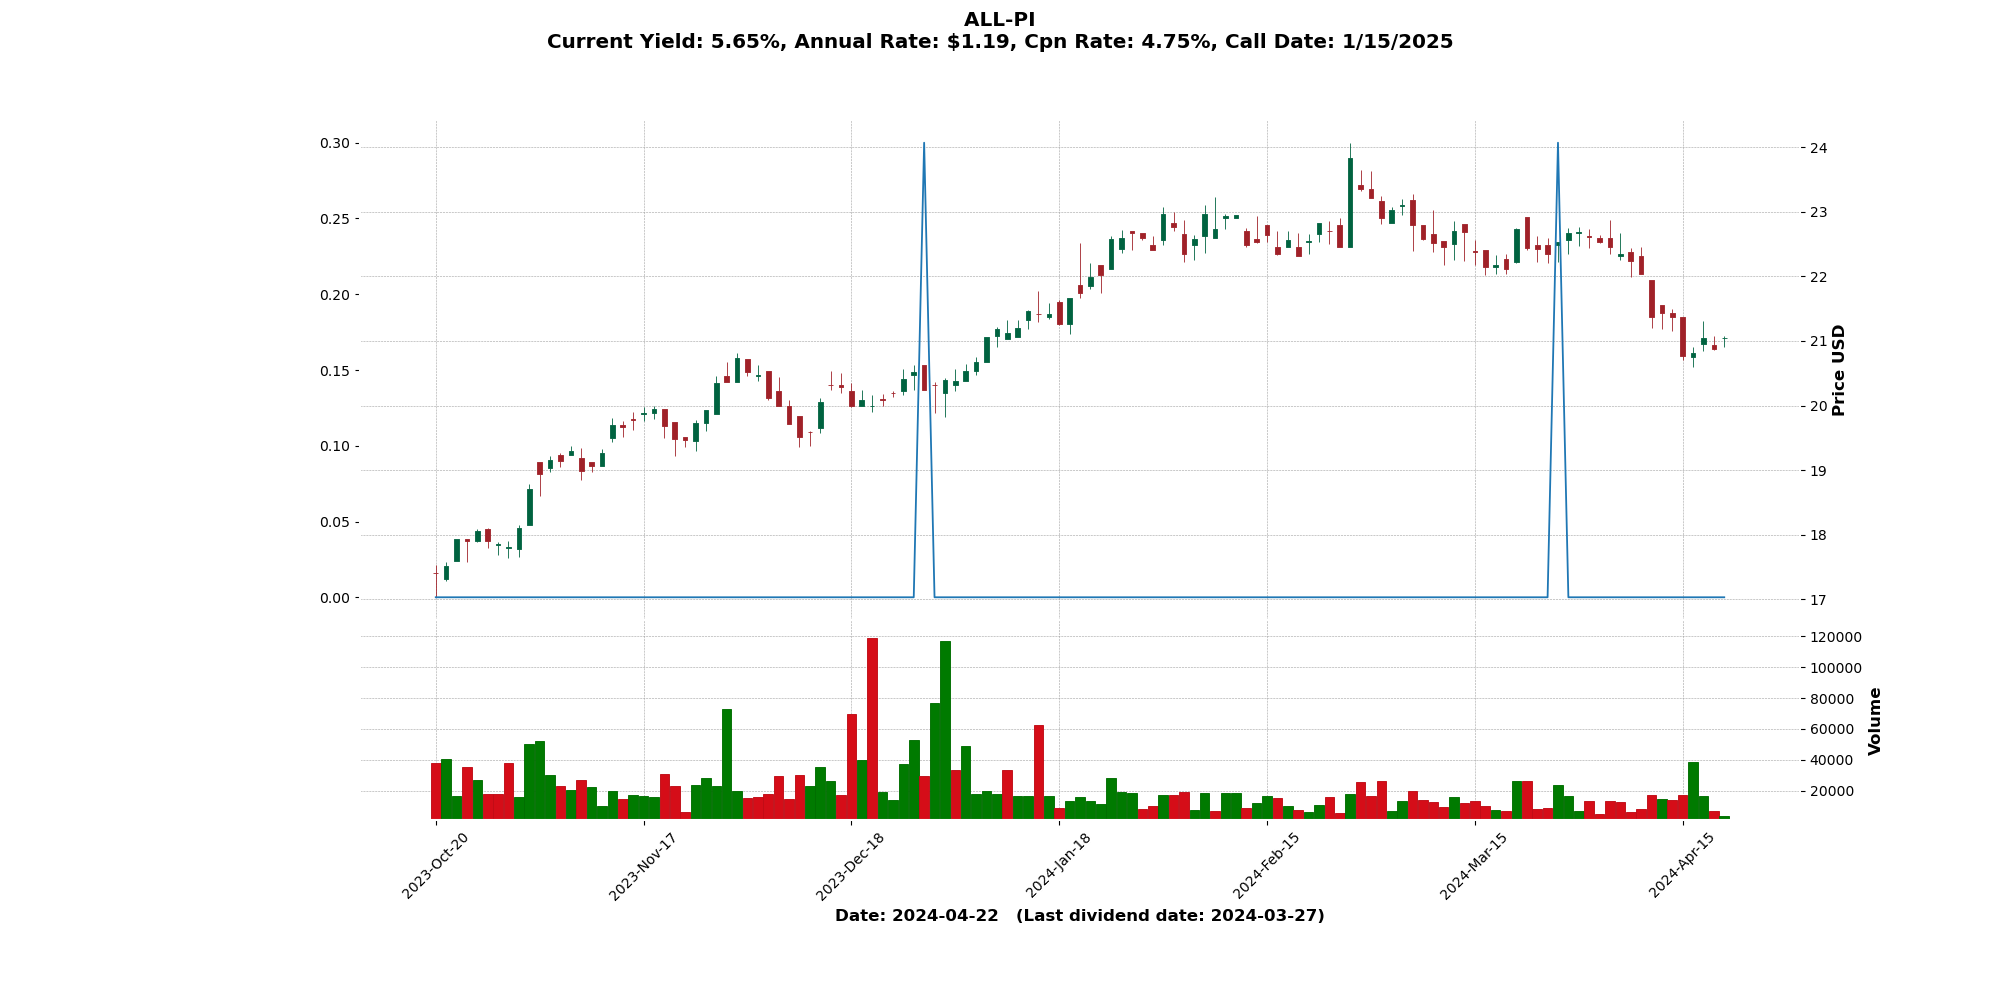 ALL-PI
Current Yield: 5.65%, Annual Rate: $1.19, Cpn Rate: 4.75%, Call Date: 1/15/2025
0.30
0.25
0.20
0.15
0.10
0.05
0.00
24
23
22
21
20
19
18
17
Price USD
120000
100000
80000
60000
40000
20000
Volume
2023-Oct-20
2023-Nov-17
2023-Dec-18
2024-Jan-18
2024-Feb-15
2024-Mar-15
2024-Apr-15
Date: 2024-04-22 (Last dividend date: 2024-03-27)